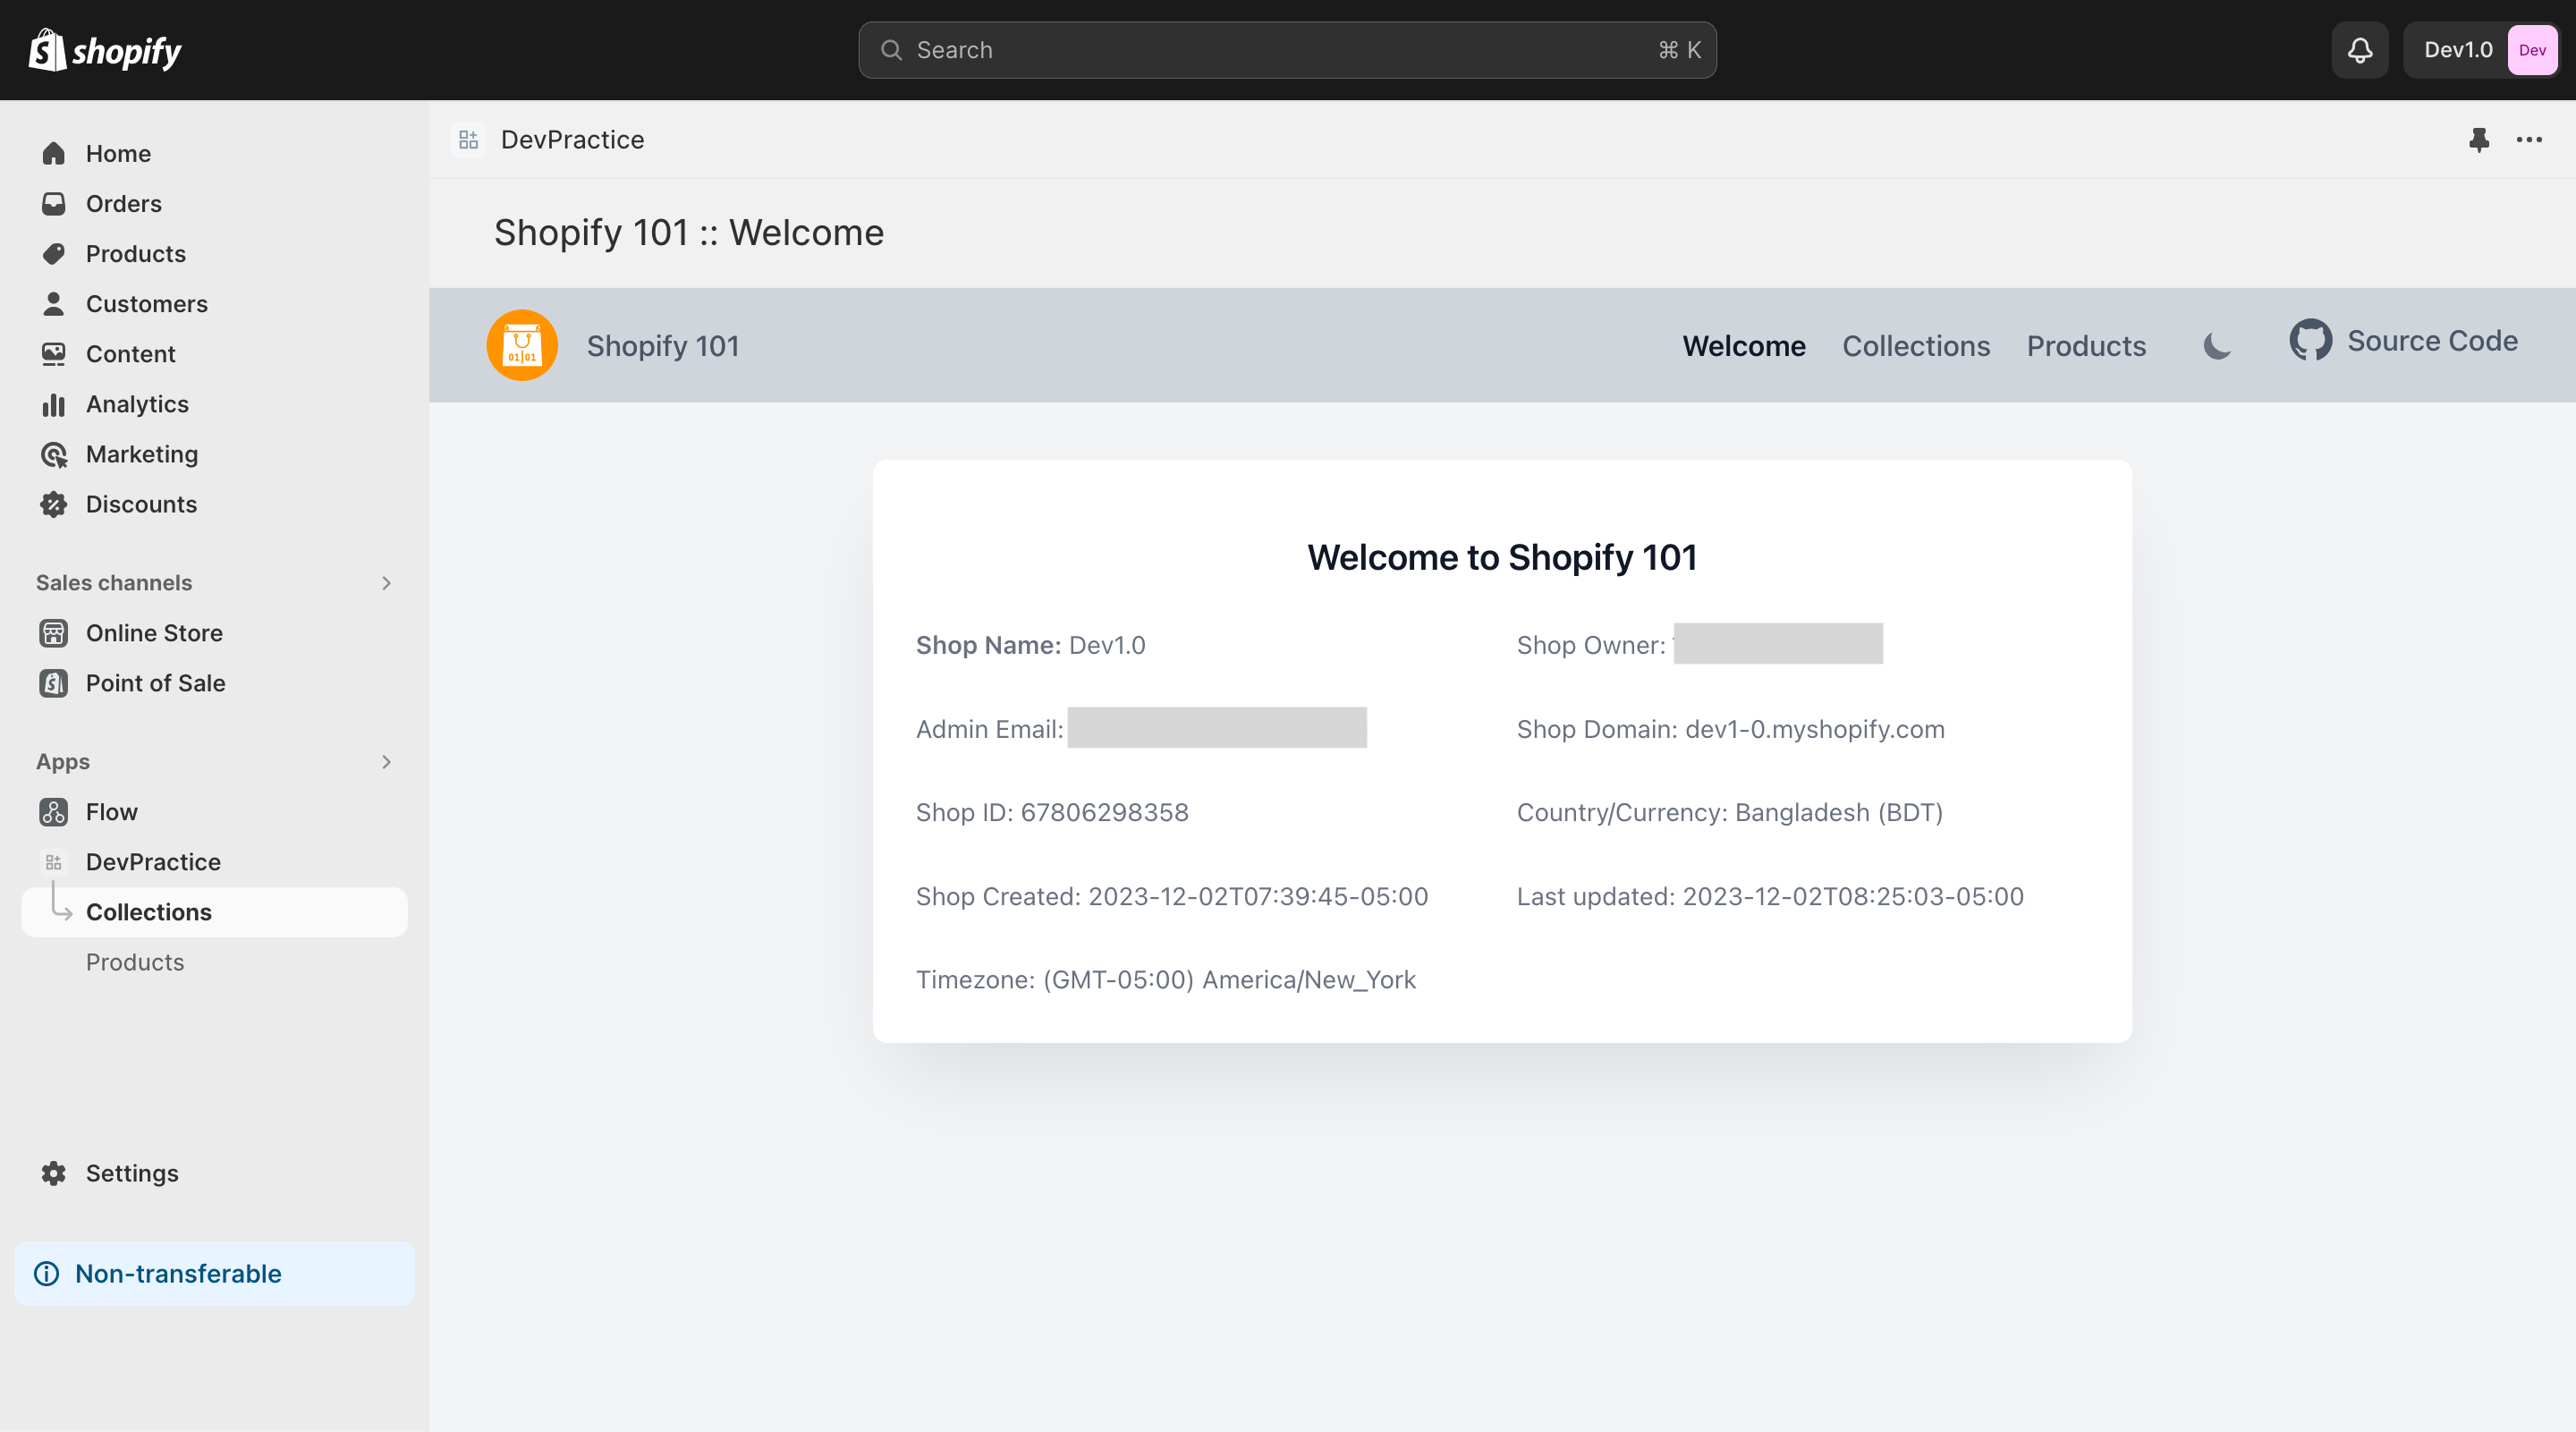 shopify
Search
⌘ K
Dev1.0
Dev
Home
Orders
Products
Customers
Content
Analytics
Marketing
Discounts
Sales channels
Online Store
Point of Sale
Apps
Flow
DevPractice
Collections
Products
Settings
Non-transferable
DevPractice
Shopify 101 :: Welcome
01|01
Shopify 101
Welcome
Collections
Products
Source Code
Welcome to Shopify 101
Shop Name: Dev1.0
Shop Owner:
Admin Email:
Shop Domain: dev1-0.myshopify.com
Shop ID: 67806298358
Country/Currency: Bangladesh (BDT)
Shop Created: 2023-12-02T07:39:45-05:00
Last updated: 2023-12-02T08:25:03-05:00
Timezone: (GMT-05:00) America/New_York